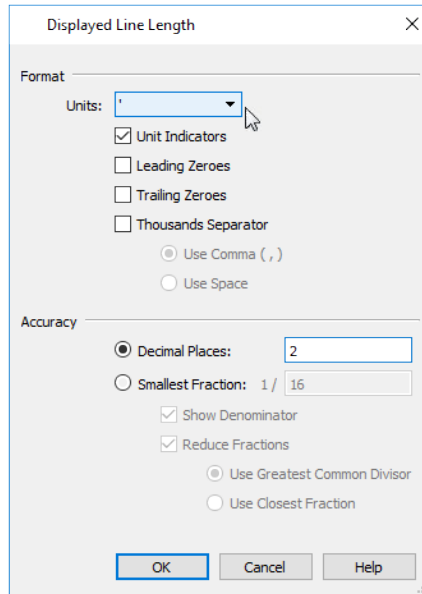 Displayed Line Length
Format
Units: '
Unit Indicators
Leading Zeroes
Trailing Zeroes
Thousands Separator
Use Comma ( , )
Use Space
Accuracy
Decimal Places: 2
Smallest Fraction: 1 / 16
Show Denominator
Reduce Fractions
Use Greatest Common Divisor
Use Closest Fraction
OK Cancel Help